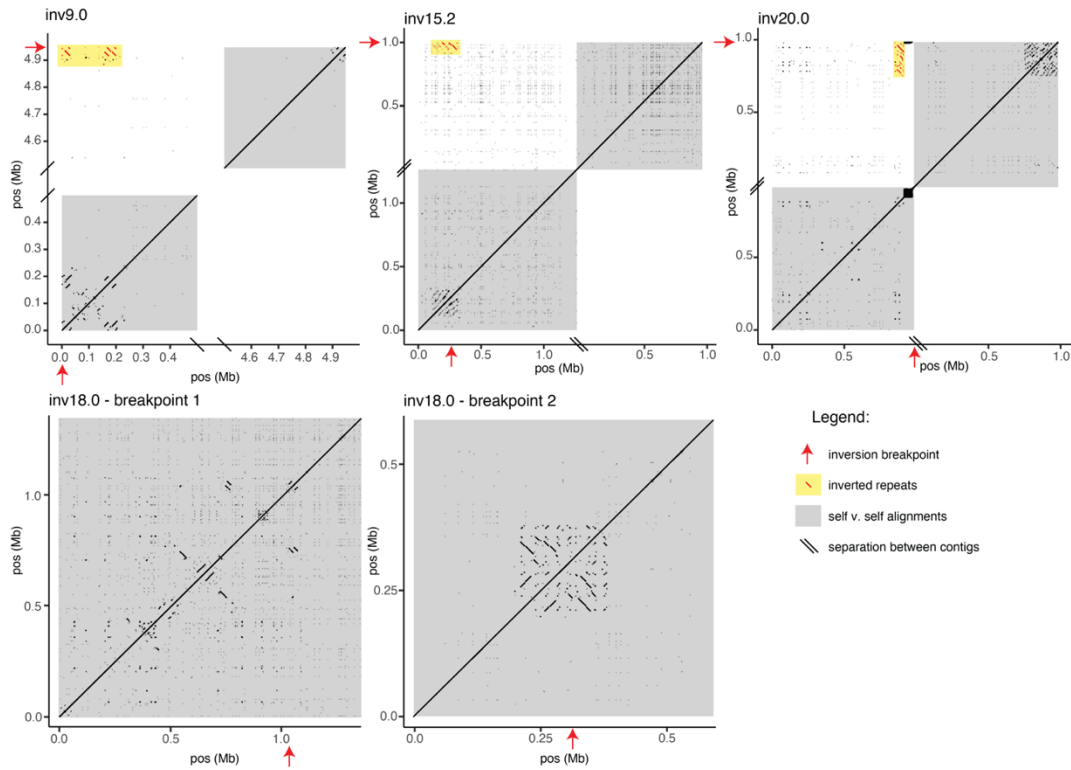 inv9.0
4.9
4.8
4.7
4.6
pos (Mb)
0.4
0.3
0.2
0.1
0.0
0.0 0.1 0.2 0.4 4.6 4.7 4.8 4.9
pos (Mb)
inv15.2
1.0
0.5
pos (Mb)
1.0
0.5
0.0
0.0 0.5 1.0 0.5 1.0
pos (Mb)
inv20.0
1.0
0.5
pos (Mb)
0.5
0.0
0.0 0.5 0.5 1.0
pos (Mb)
inv18.0 - breakpoint 1
1.0
pos (Mb)
0.5
0.0
0.0 0.5 1.0
pos (Mb)
inv18.0 - breakpoint 2
0.5
pos (Mb)
0.25
0.0
0.0 0.25 0.5
pos (Mb)
Legend:
inversion breakpoint
inverted repeats
self v. self alignments
separation between contigs